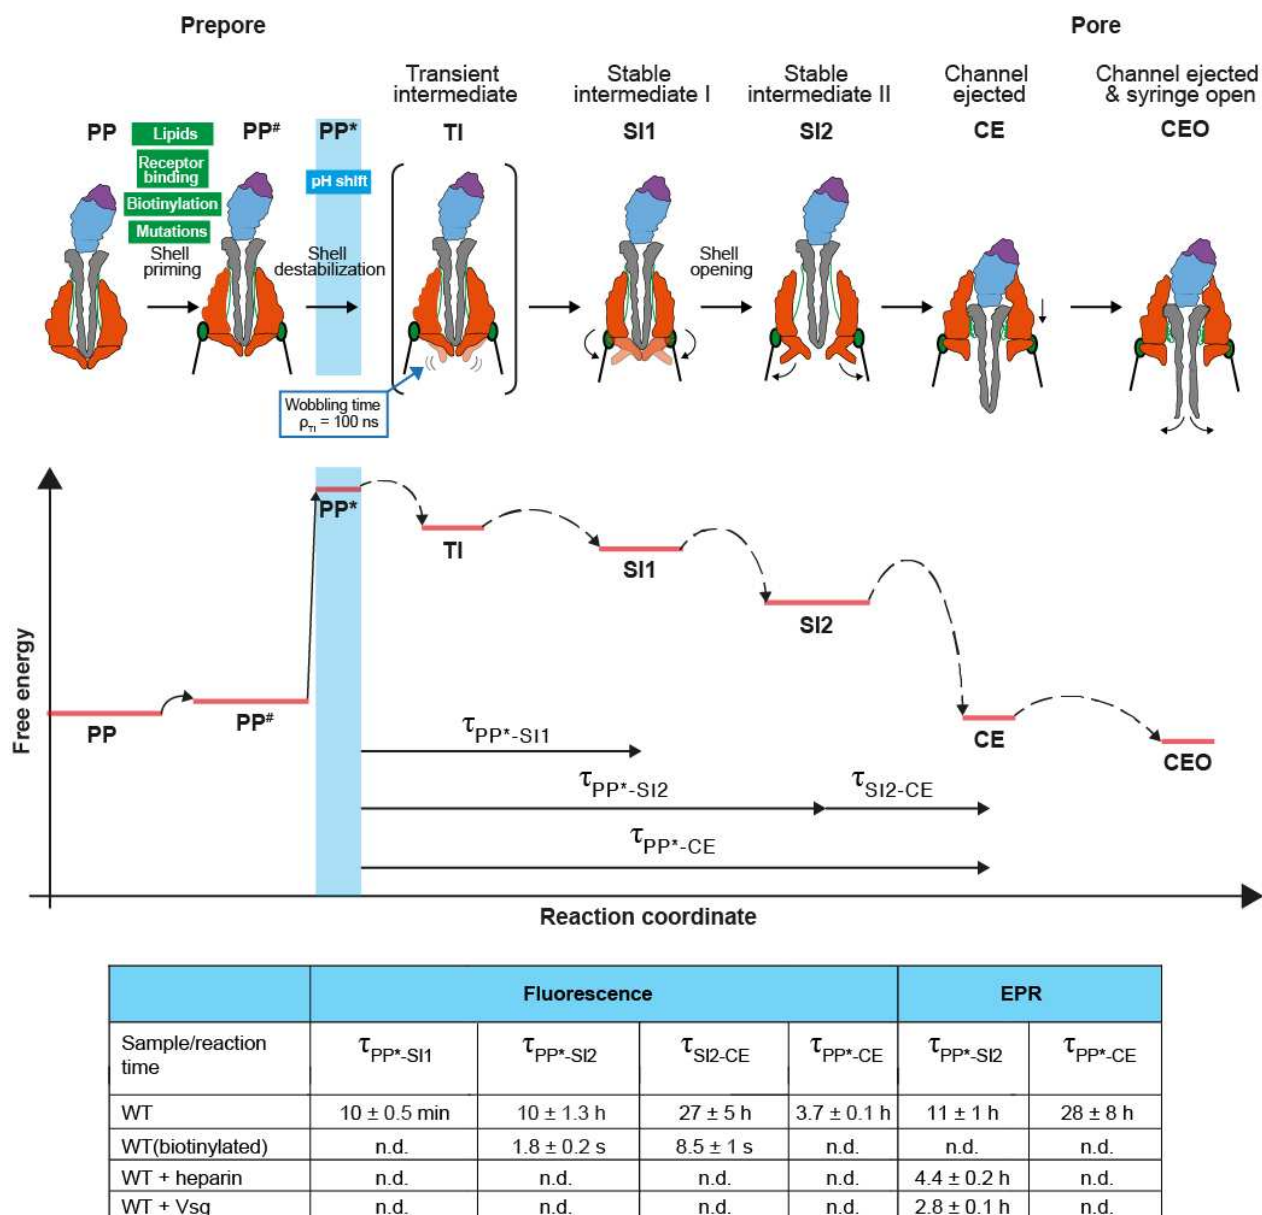 Prepore
Pore
Transient
intermediate
Stable
intermediate I
Stable
intermediate II
Channel
ejected
Channel ejected
& syringe open
PP
Lipids
Receptor
binding
Biotinylation
Mutations
PP#
PP*
TI
SI1
SI2
CE
CEO
pH shift
Shell
priming
Shell
destabilization
Shell
opening
Wobbling time
ρTI = 100 ns
Free energy
PP
PP#
PP*
TI
SI1
SI2
CE
CEO
τPP*-SI1
τPP*-SI2
τSI2-CE
τPP*-CE
Reaction coordinate
Fluorescence EPR
Sample/reaction
time
τPP*-SI1 τPP*-SI2 τSI2-CE τPP*-CE τPP*-SI2 τPP*-CE
WT 10 ± 0.5 min 10 ± 1.3 h 27 ± 5 h 3.7 ± 0.1 h 11 ± 1 h 28 ± 8 h
WT(biotinylated) n.d. 1.8 ± 0.2 s 8.5 ± 1 s n.d. n.d. n.d.
WT + heparin n.d. n.d. n.d. n.d. 4.4 ± 0.2 h n.d.
WT + Vsg n.d. n.d. n.d. n.d. 2.8 ± 0.1 h n.d.